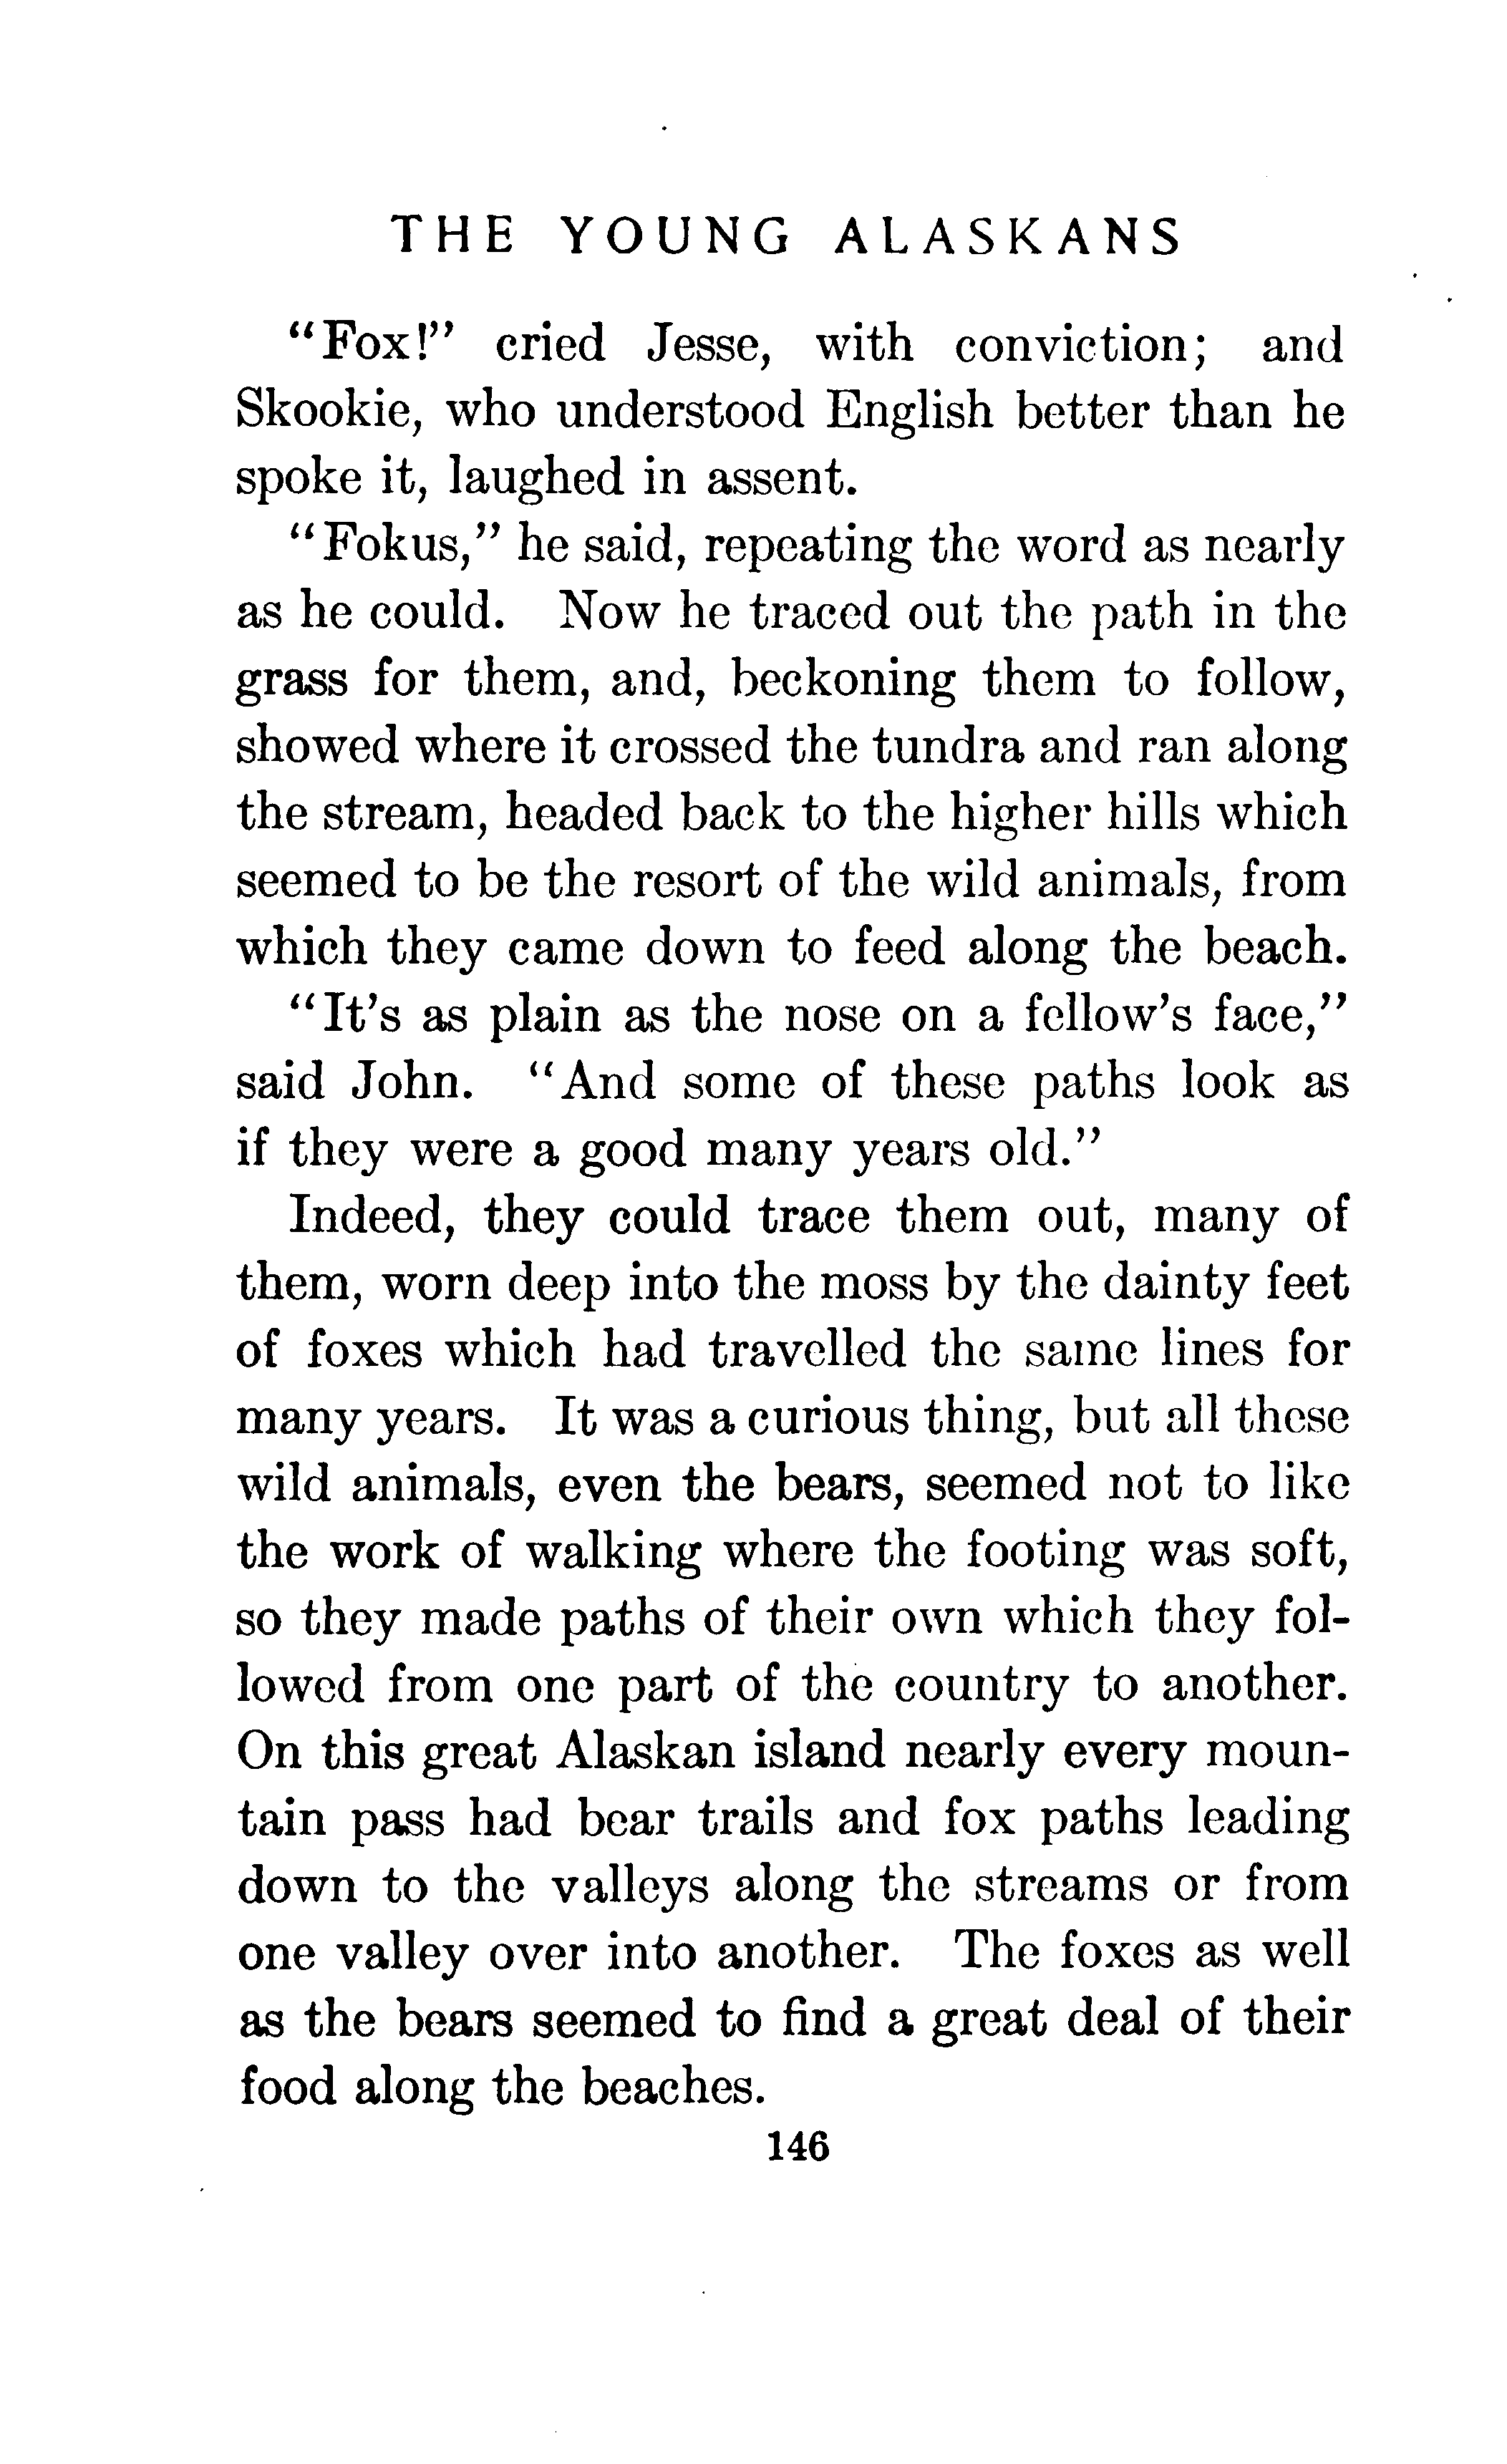 THE YOUNG ALASKANS
"Fox!" cried Jesse, with conviction; and
Skookie, who understood English better than he
spoke it, laughed in assent.
"Fokus," he said, repeating the word as nearly
as he could. Now he traced out the path in the
grass for them, and, beckoning them to follow,
showed where it crossed the tundra and ran along
the stream, headed back to the higher hills which
seemed to be the resort of the wild animals, from
which they came down to feed along the beach.
"It's as plain as the nose on a fellow's face,"
said John. "And some of these paths look as
if they were a good many years old."
Indeed, they could trace them out, many of
them, worn deep into the moss by the dainty feet
of foxes which had travelled the same lines for
many years. It was a curious thing, but all these
wild animals, even the bears, seemed not to like
the work of walking where the footing was soft,
so they made paths of their own which they fol-
lowed from one part of the country to another.
On this great Alaskan island nearly every moun-
tain pass had bear trails and fox paths leading
down to the valleys along the streams or from
one valley over into another. The foxes as well
as the bears seemed to find a great deal of their
food along the beaches.
146